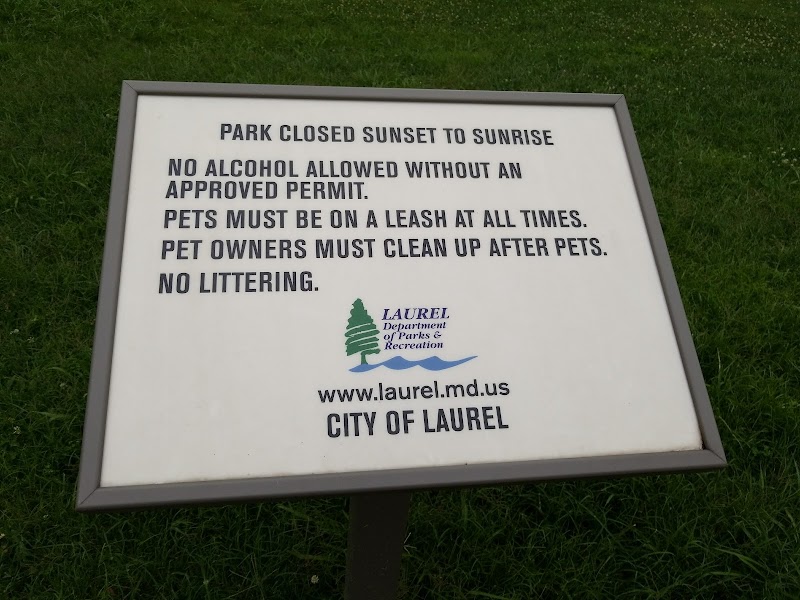 PARK CLOSED SUNSET TO SUNRISE
NO ALCOHOL ALLOWED WITHOUT AN
APPROVED PERMIT.
PETS MUST BE ON A LEASH AT ALL TIMES.
PET OWNERS MUST CLEAN UP AFTER PETS.
NO LITTERING.
LAUREL
Department
of Parks &
Recreation
www.laurel.md.us
CITY OF LAUREL